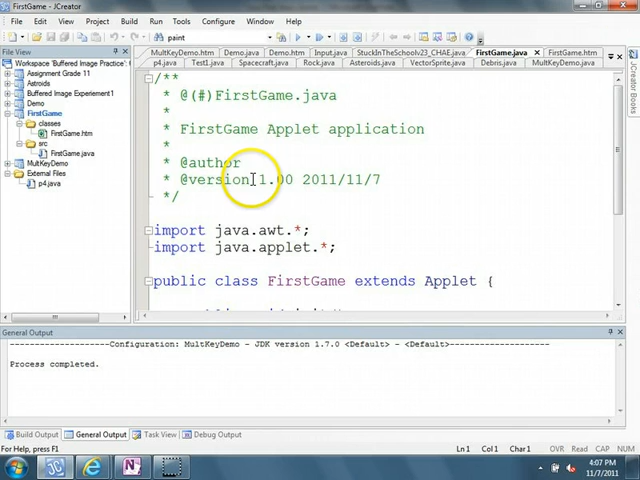 FirstGame - JCreator
File Edit View Project Build Run Tools Configure Window Help
paint
File View
Workspace 'Buffered Image Practice': 
Assignment Grade 11
Astroids
Buffered Image Experiement1
Demo
FirstGame
classes
FirstGame.htm
src
FirstGame.java
MultKeyDemo
External Files
p4.java
MultKeyDemo.htm Demo.java Demo.htm Input.java StuckInTheSchoolv23_CHAE.java FirstGame.java FirstGame.htm
p4.java Test1.java Spacecraft.java Rock.java Asteroids.java VectorSprite.java Debris.java MultKeyDemo.java
/**
* @(#)FirstGame.java
*
* FirstGame Applet application
*
* @author
* @version 1.00 2011/11/7
*/
import java.awt.*;
import java.applet.*;
public class FirstGame extends Applet {
JCreator Books
General Output
--------------------Configuration: MultKeyDemo - JDK version 1.7.0 <Default> - <Default>--------------------
Process completed.
Build Output General Output Task View Debug Output
For Help, press F1
Ln 1 Col 1 Char 1 OVR Read CAP NUM
4:07 PM
11/7/2011